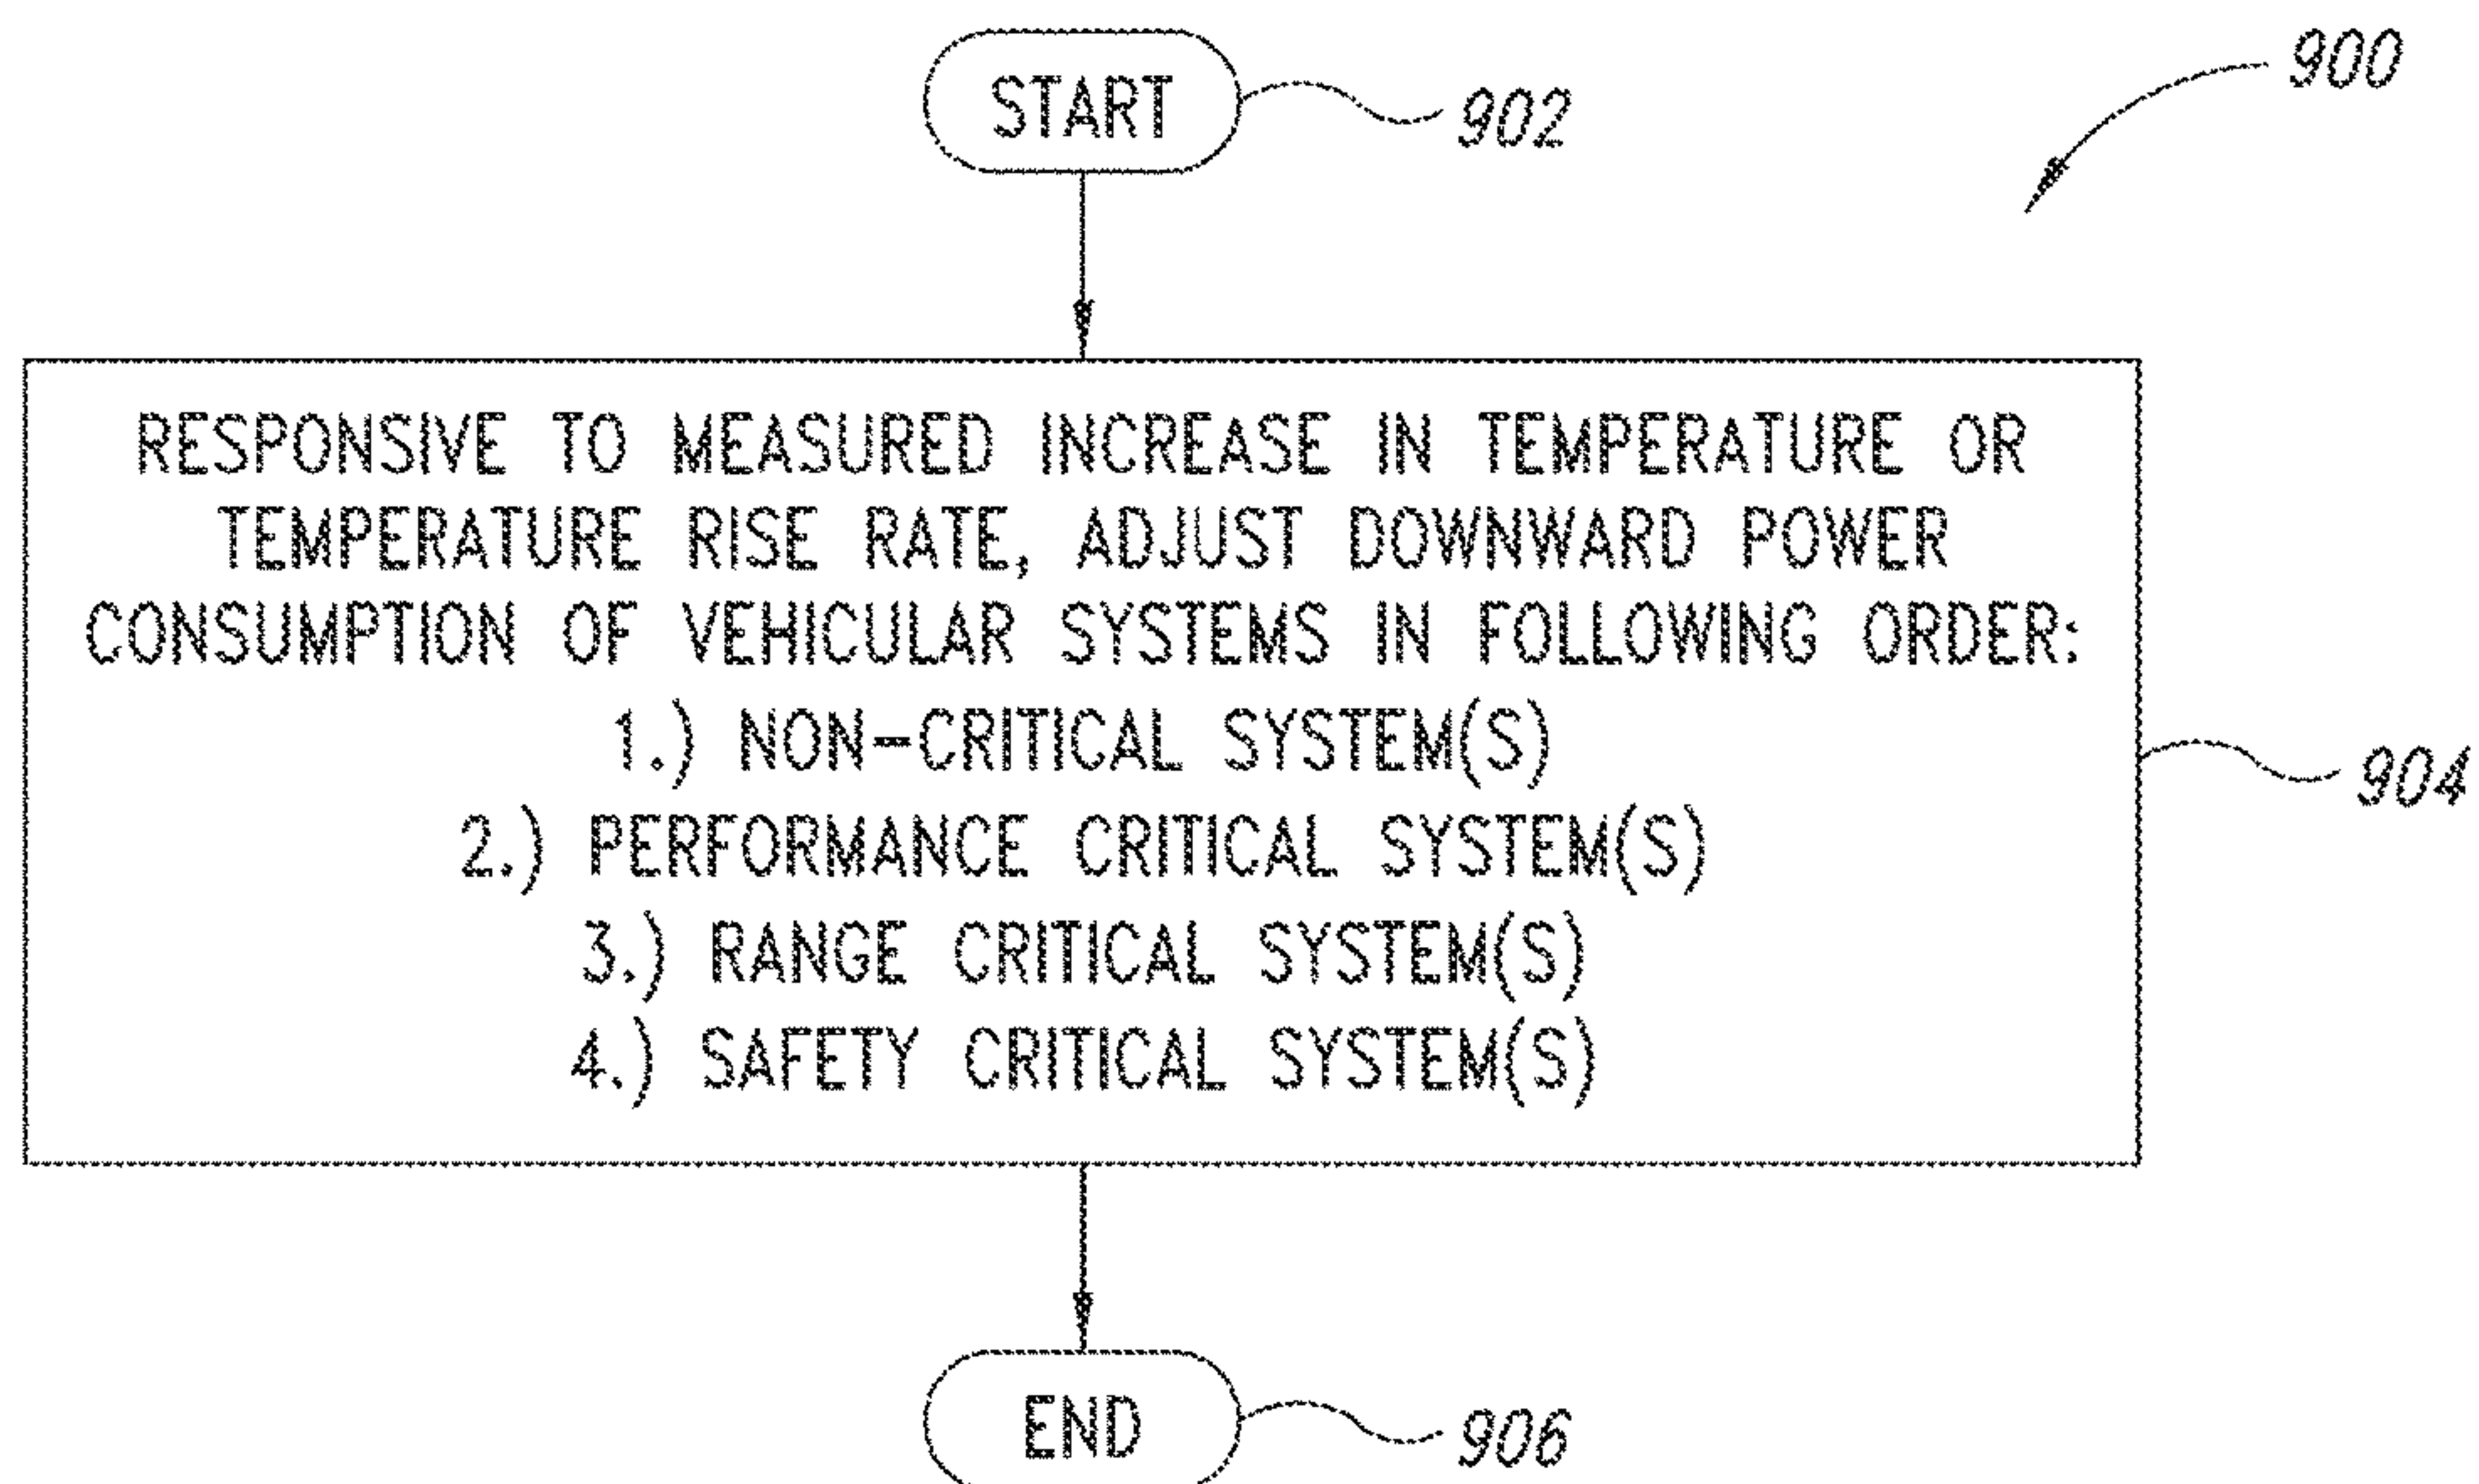 START
902
900
RESPONSIVE TO MEASURED INCREASE IN TEMPERATURE OR
TEMPERATURE RISE RATE, ADJUST DOWNWARD POWER
CONSUMPTION OF VEHICULAR SYSTEMS IN FOLLOWING ORDER:
1.) NON-CRITICAL SYSTEM(S)
2.) PERFORMANCE CRITICAL SYSTEM(S)
3.) RANGE CRITICAL SYSTEM(S)
4.) SAFETY CRITICAL SYSTEM(S)
904
END
906